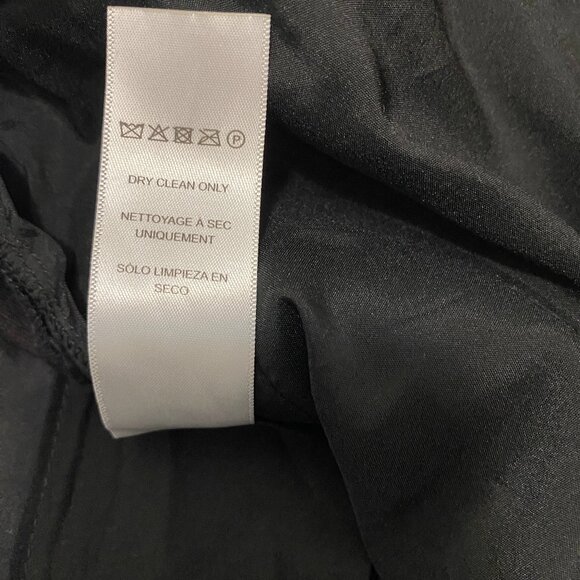 P
DRY CLEAN ONLY
NETTOYAGE À SEC
UNIQUEMENT
SÓLO LIMPIEZA EN
SECO